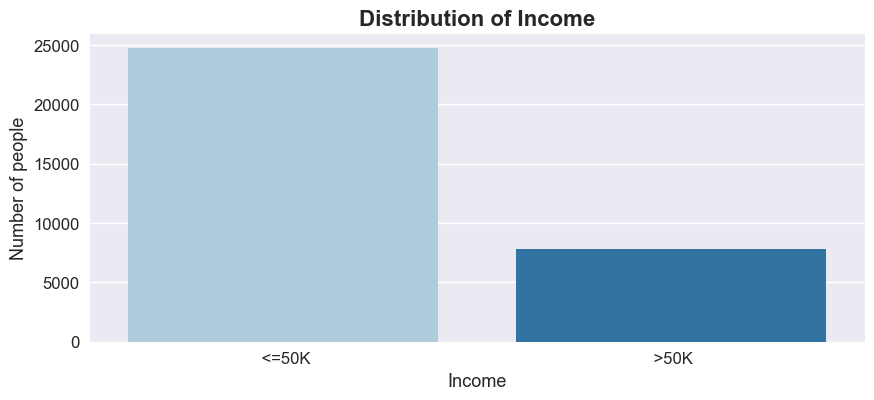 Distribution of Income
Number of people
25000
20000
15000
10000
5000
0
<=50K
>50K
Income